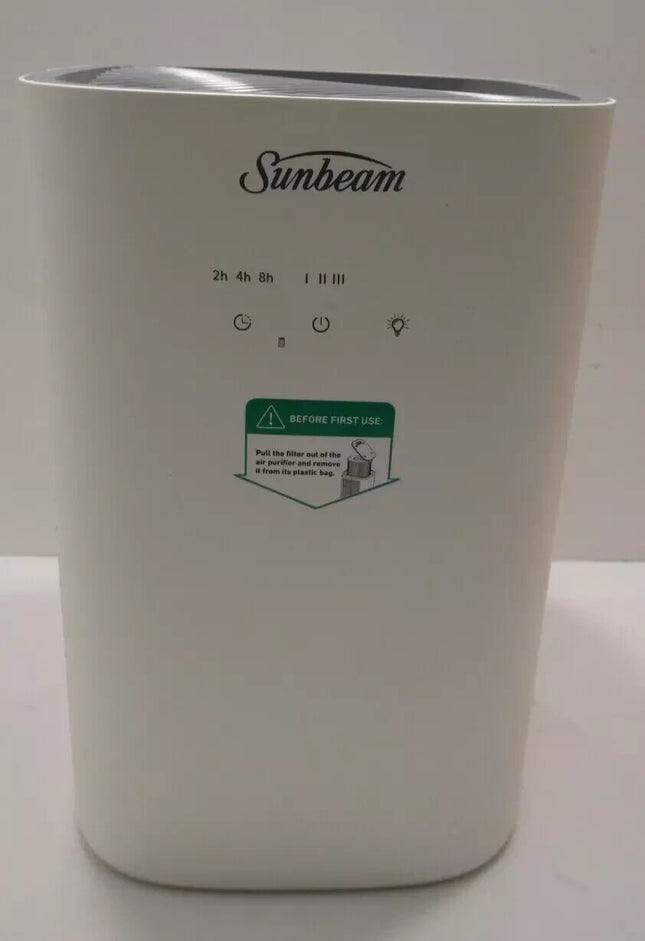 Sunbeam
2h 4h 8h I II III
BEFORE FIRST USE:
Pull the filter out of the
air purifier and remove
it from its plastic bag.